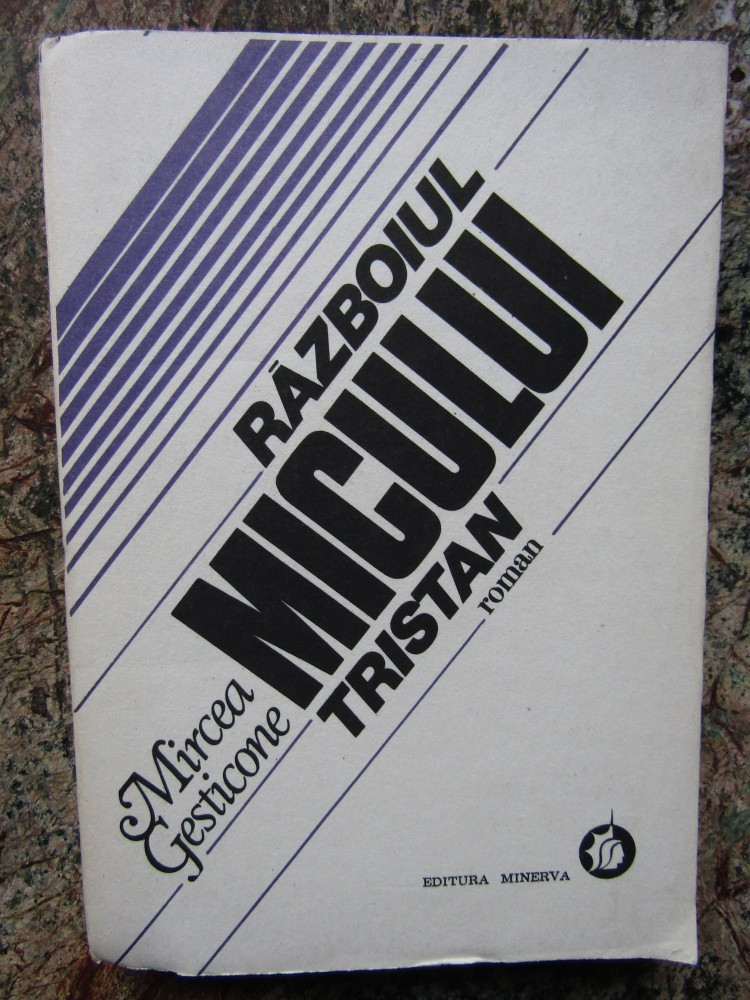 Mircea
Gesticone
RĂZBOIUL
MICULUI
TRISTAN
roman
EDITURA MINERVA